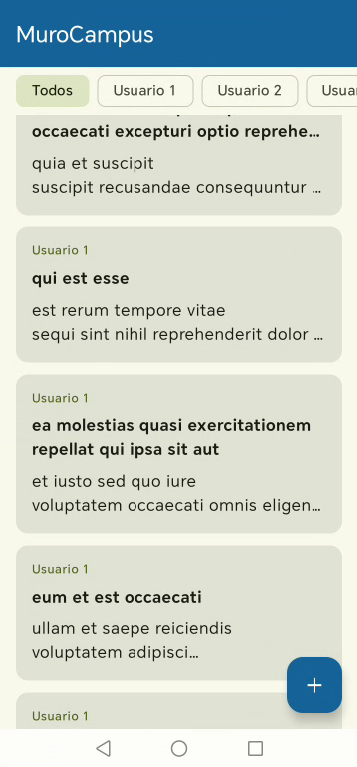 MuroCampus
Todos
Usuario 1
Usuario 2
Usuar
occaecati excepturi optio reprehe...
quia et suscipit
suscipit recusandae consequuntur ...
Usuario 1
qui est esse
est rerum tempore vitae
sequi sint nihil reprehenderit dolor ...
Usuario 1
ea molestias quasi exercitationem
repellat qui ipsa sit aut
et iusto sed quo iure
voluptatem occaecati omnis eligen...
Usuario 1
eum et est occaecati
ullam et saepe reiciendis
voluptatem adipisci...
+
Usuario 1